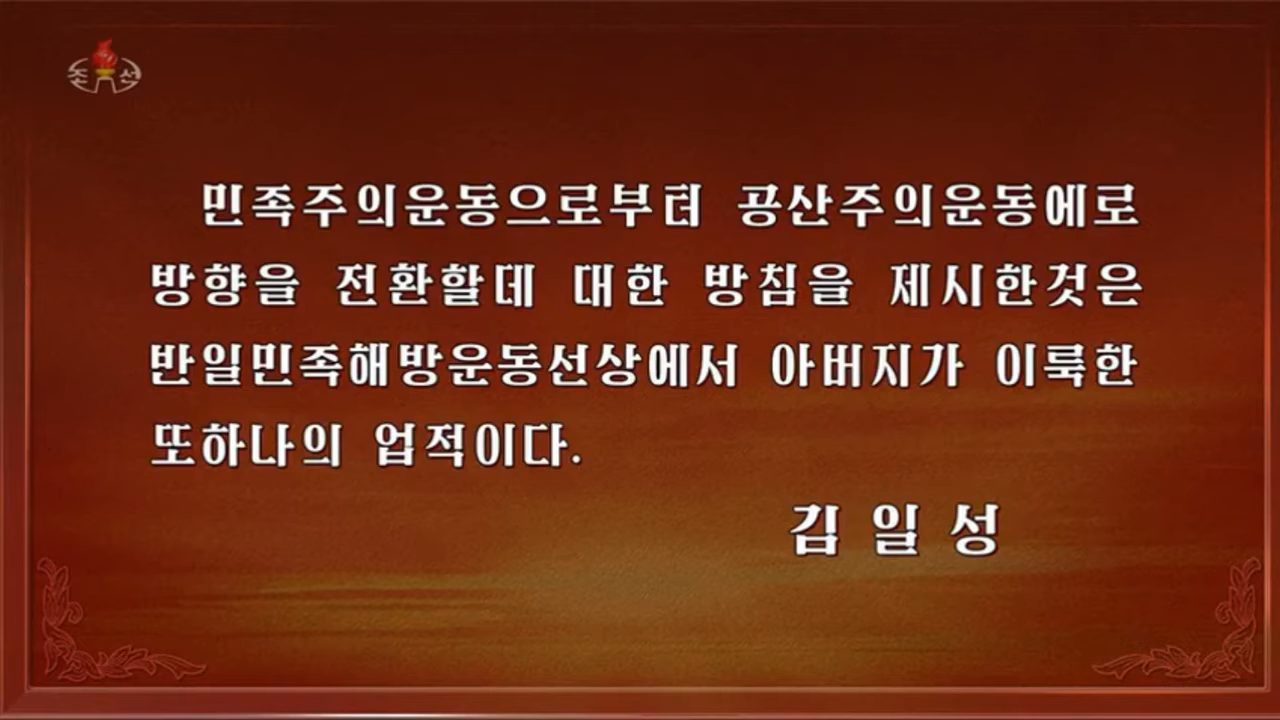 조선
민족주의운동으로부터 공산주의운동에로
방향을 전환할데 대한 방침을 제시한것은
반일민족해방운동선상에서 아버지가 이룩한
또하나의 업적이다.
김일성